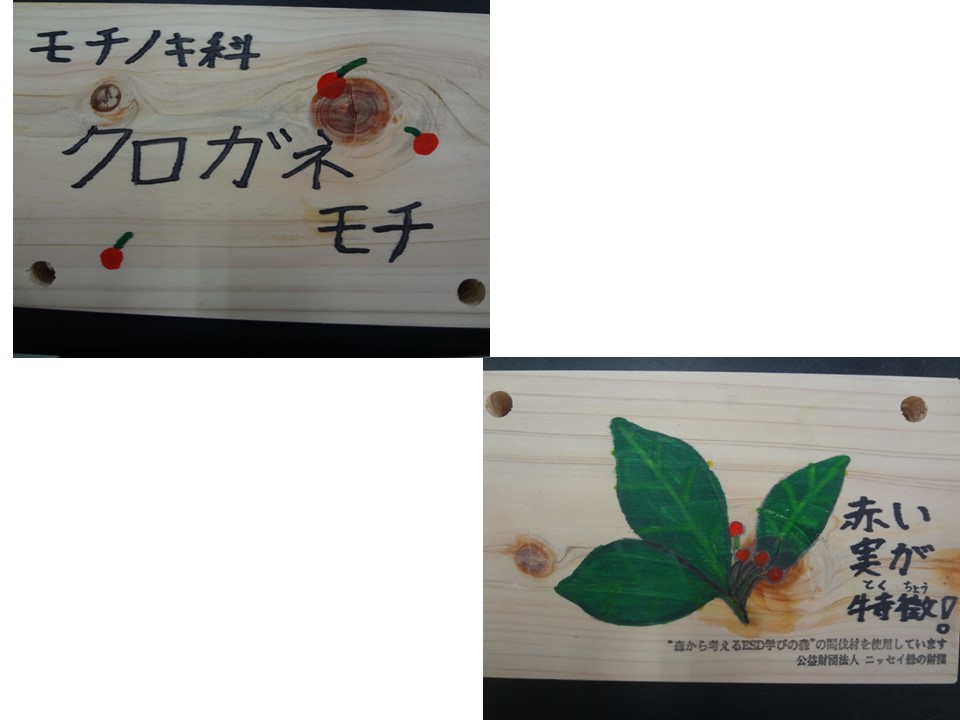 モチノキ科
クロガネ
モチ
赤い
実が
とく ちょう
特徴!
"森から考えるESD学びの森"の間伐材を使用しています
公益財団法人 ニッセイ緑の財団